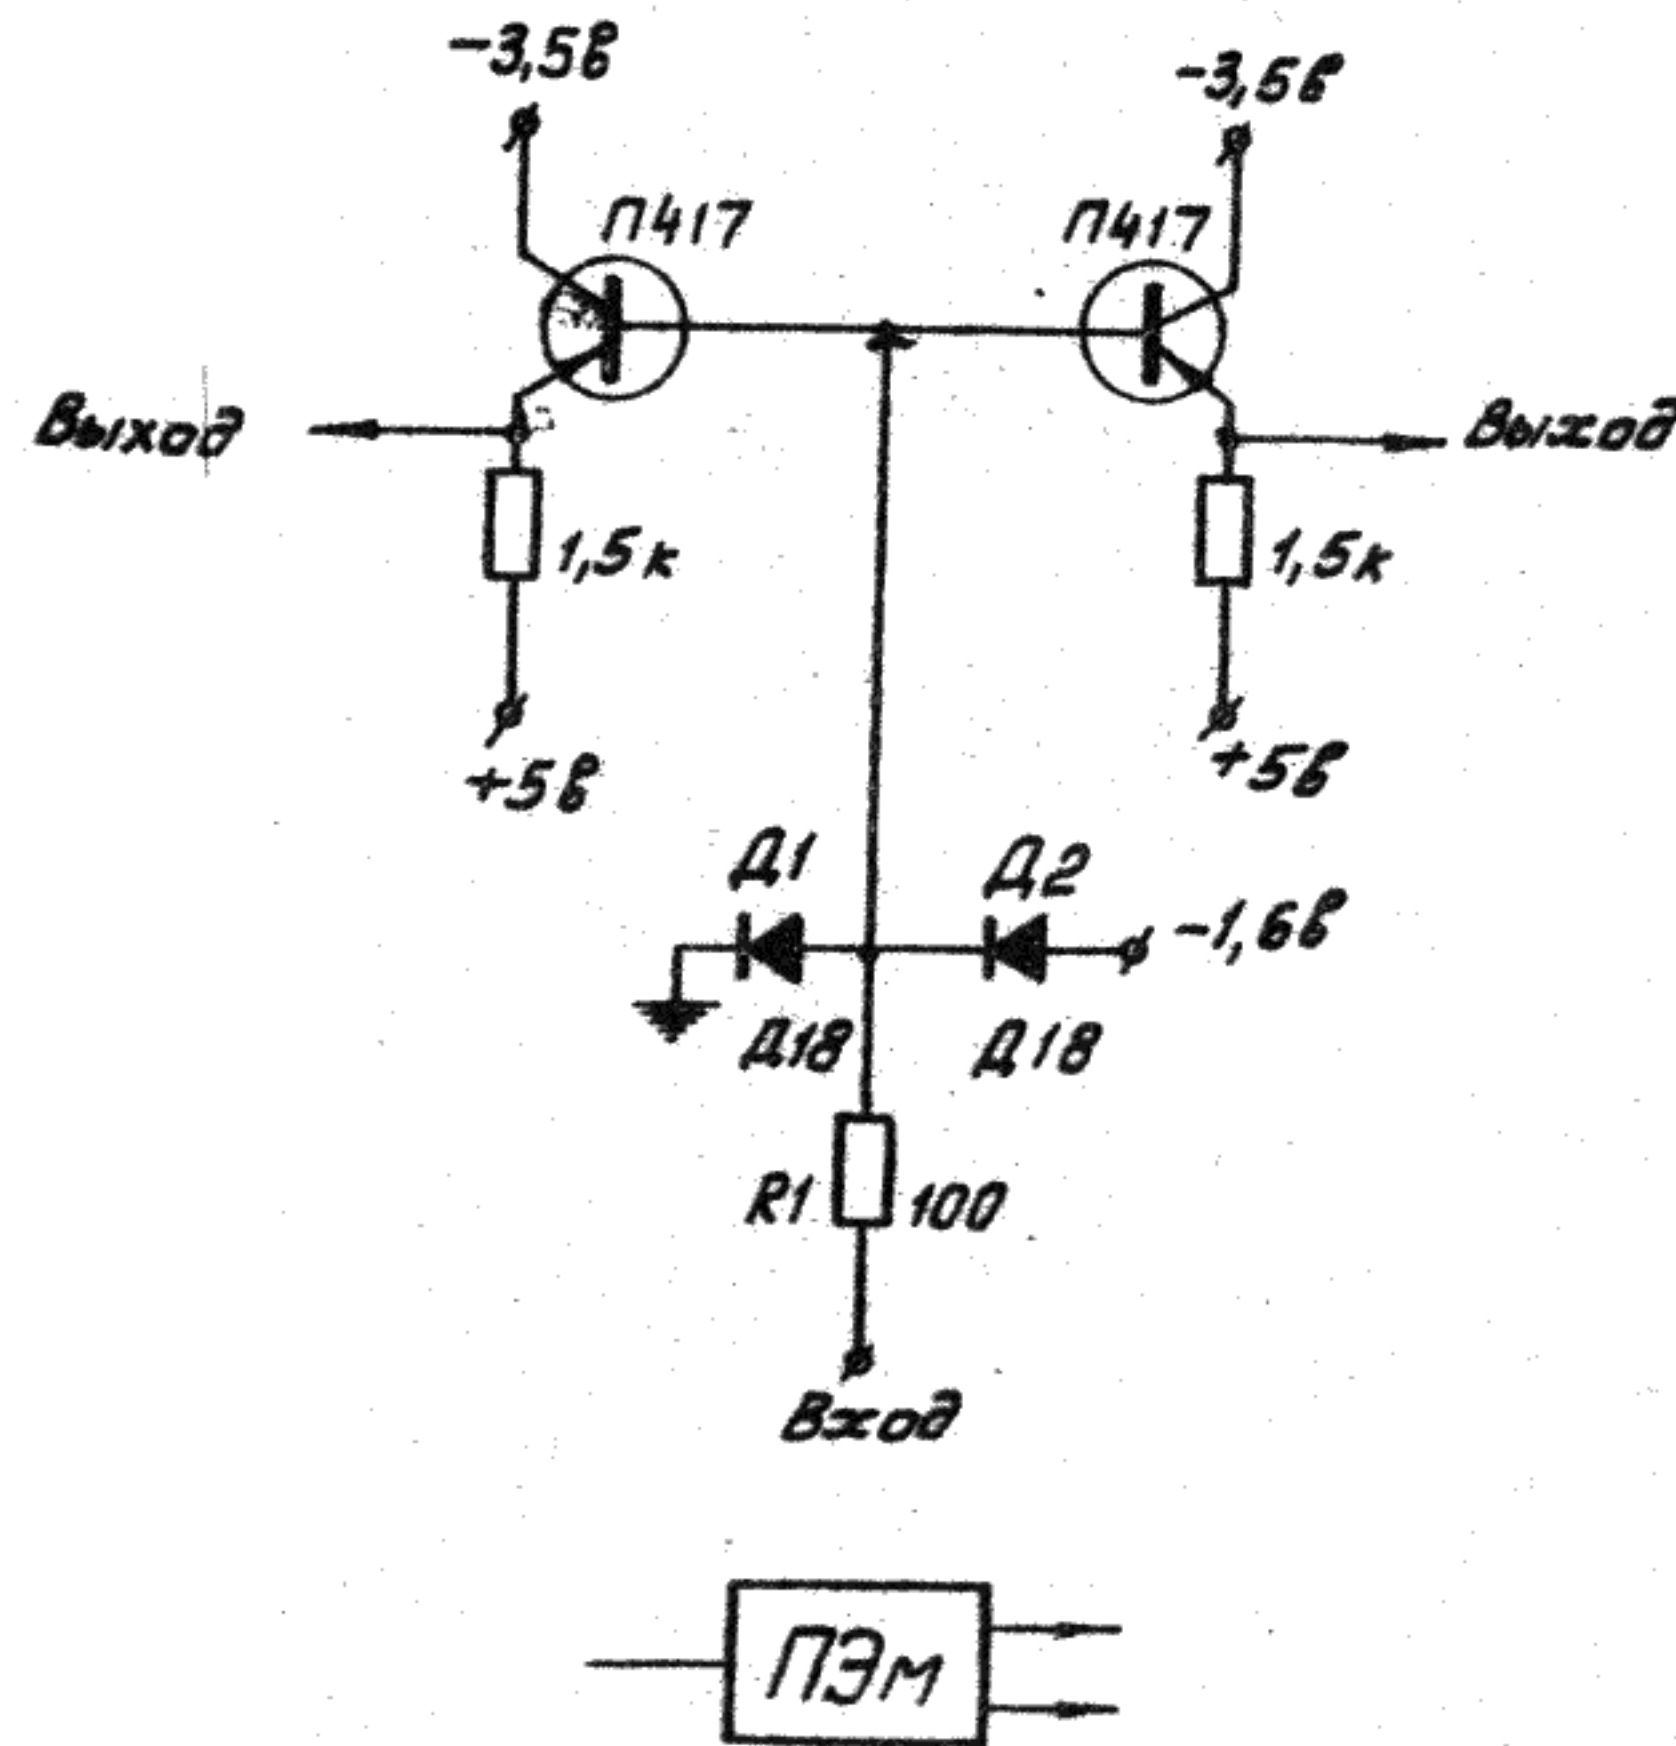 -3,5в
-3,5в
П417
П417
Выход
Выход
1,5к
1,5к
+5в
+5в
Д1
Д2
-1,6в
Д18
Д18
R1
100
Вход
ПЭм